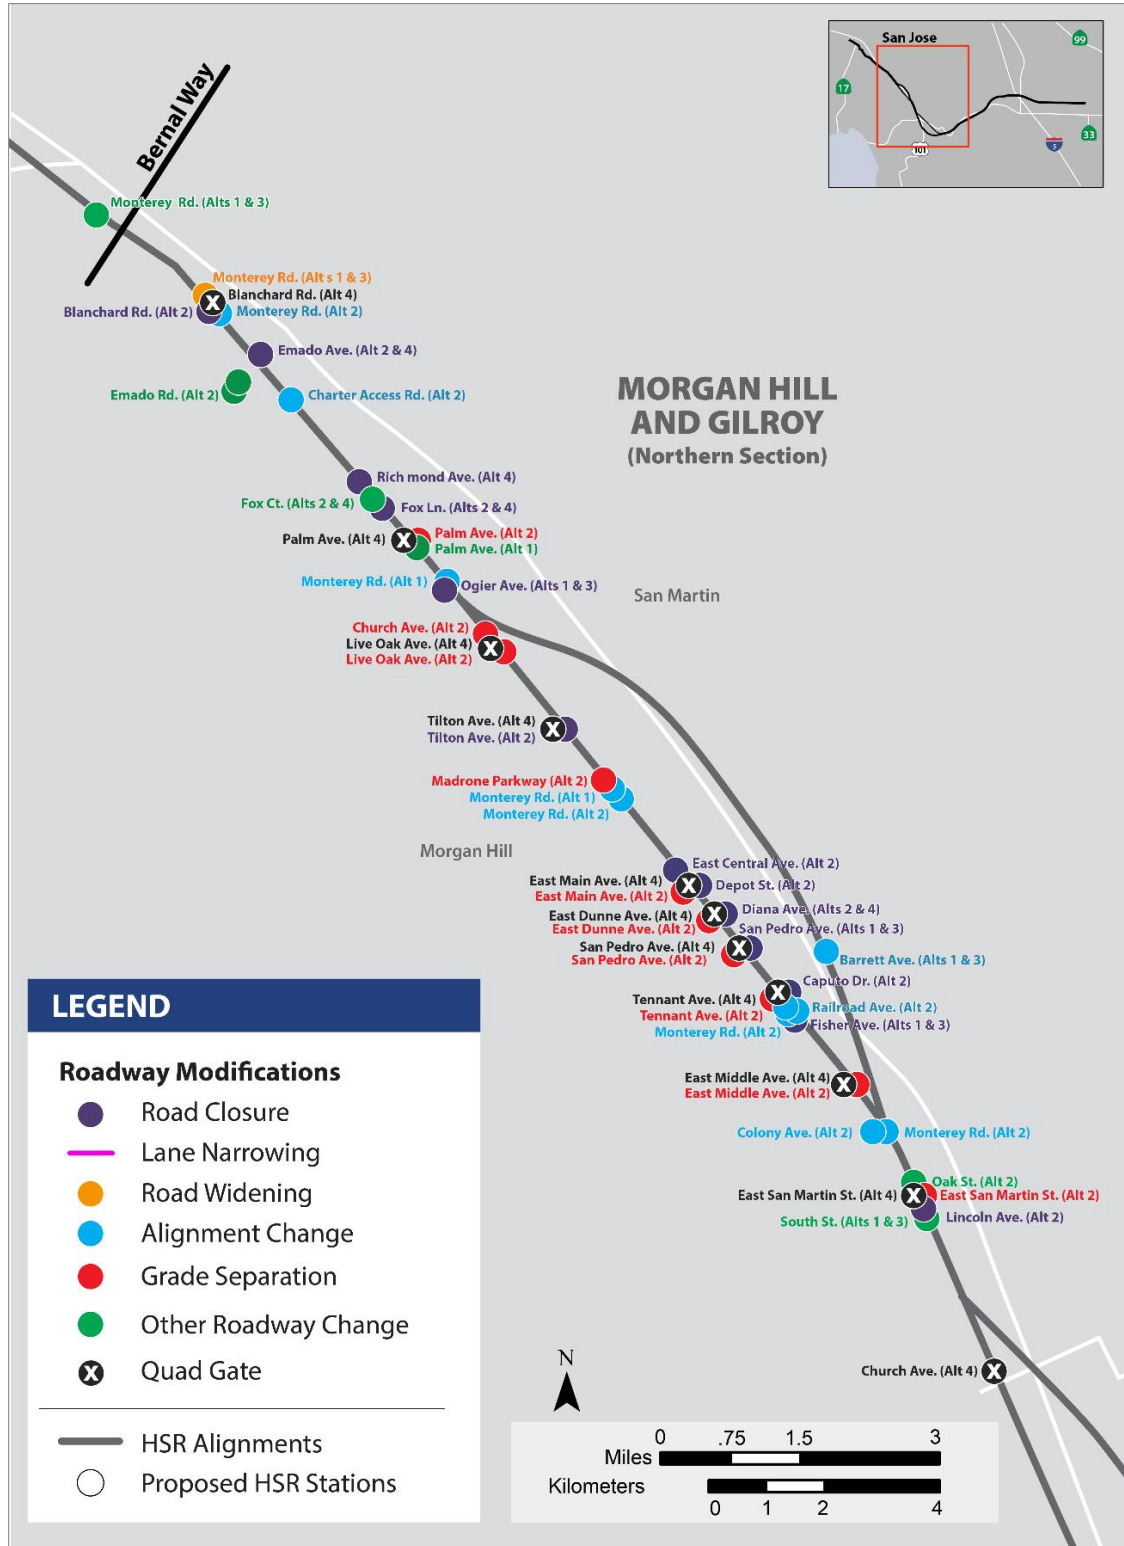 San Jose
99
17
101
5
33
Bernal Way
Monterey Rd. (Alts 1 & 3)
Monterey Rd. (Alt s 1 & 3)
Blanchard Rd. (Alt 4)
Blanchard Rd. (Alt 2)
Monterey Rd. (Alt 2)
Emado Ave. (Alt 2 & 4)
Emado Rd. (Alt 2)
Charter Access Rd. (Alt 2)
MORGAN HILL
AND GILROY
(Northern Section)
Rich mond Ave. (Alt 4)
Fox Ct. (Alts 2 & 4)
Fox Ln. (Alts 2 & 4)
Palm Ave. (Alt 4)
Palm Ave. (Alt 2)
Palm Ave. (Alt 1)
Monterey Rd. (Alt 1)
Ogier Ave. (Alts 1 & 3)
San Martin
Church Ave. (Alt 2)
Live Oak Ave. (Alt 4)
Live Oak Ave. (Alt 2)
Tilton Ave. (Alt 4)
Tilton Ave. (Alt 2)
Madrone Parkway (Alt 2)
Monterey Rd. (Alt 1)
Monterey Rd. (Alt 2)
Morgan Hill
East Central Ave. (Alt 2)
East Main Ave. (Alt 4)
Depot St. (Alt 2)
East Main Ave. (Alt 2)
Diana Ave. (Alts 2 & 4)
East Dunne Ave. (Alt 4)
East Dunne Ave. (Alt 2)
San Pedro Ave. (Alts 1 & 3)
San Pedro Ave. (Alt 4)
San Pedro Ave. (Alt 2)
Barrett Ave. (Alts 1 & 3)
Caputo Dr. (Alt 2)
Tennant Ave. (Alt 4)
Railroad Ave. (Alt 2)
Tennant Ave. (Alt 2)
Fisher Ave. (Alts 1 & 3)
Monterey Rd. (Alt 2)
East Middle Ave. (Alt 4)
East Middle Ave. (Alt 2)
Colony Ave. (Alt 2)
Monterey Rd. (Alt 2)
Oak St. (Alt 2)
East San Martin St. (Alt 4)
East San Martin St. (Alt 2)
South St. (Alts 1 & 3)
Lincoln Ave. (Alt 2)
Church Ave. (Alt 4)
LEGEND
Roadway Modifications
Road Closure
Lane Narrowing
Road Widening
Alignment Change
Grade Separation
Other Roadway Change
X Quad Gate
HSR Alignments
Proposed HSR Stations
N
0 .75 1.5 3
Miles
Kilometers
0 1 2 4